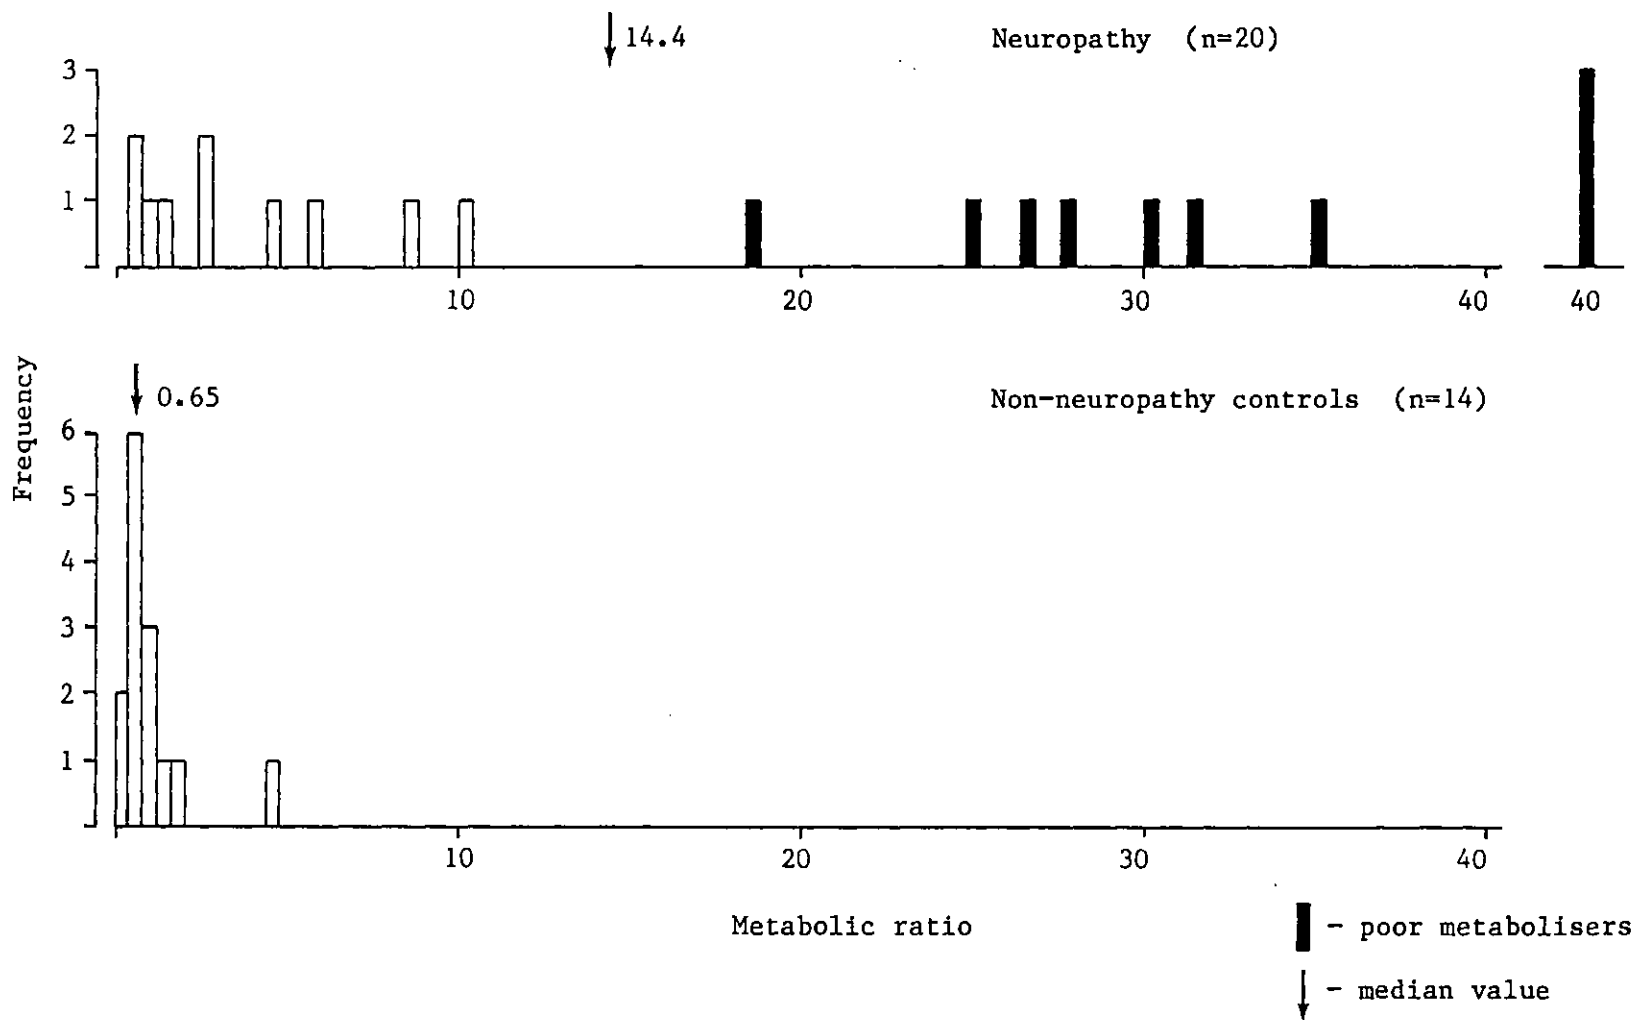 14.4
Neuropathy (n=20)
3
2
1
10 20 30 40 40
Frequency
0.65
Non-neuropathy controls (n=14)
6
5
4
3
2
1
10 20 30 40
Metabolic ratio
- poor metabolisers
- median value